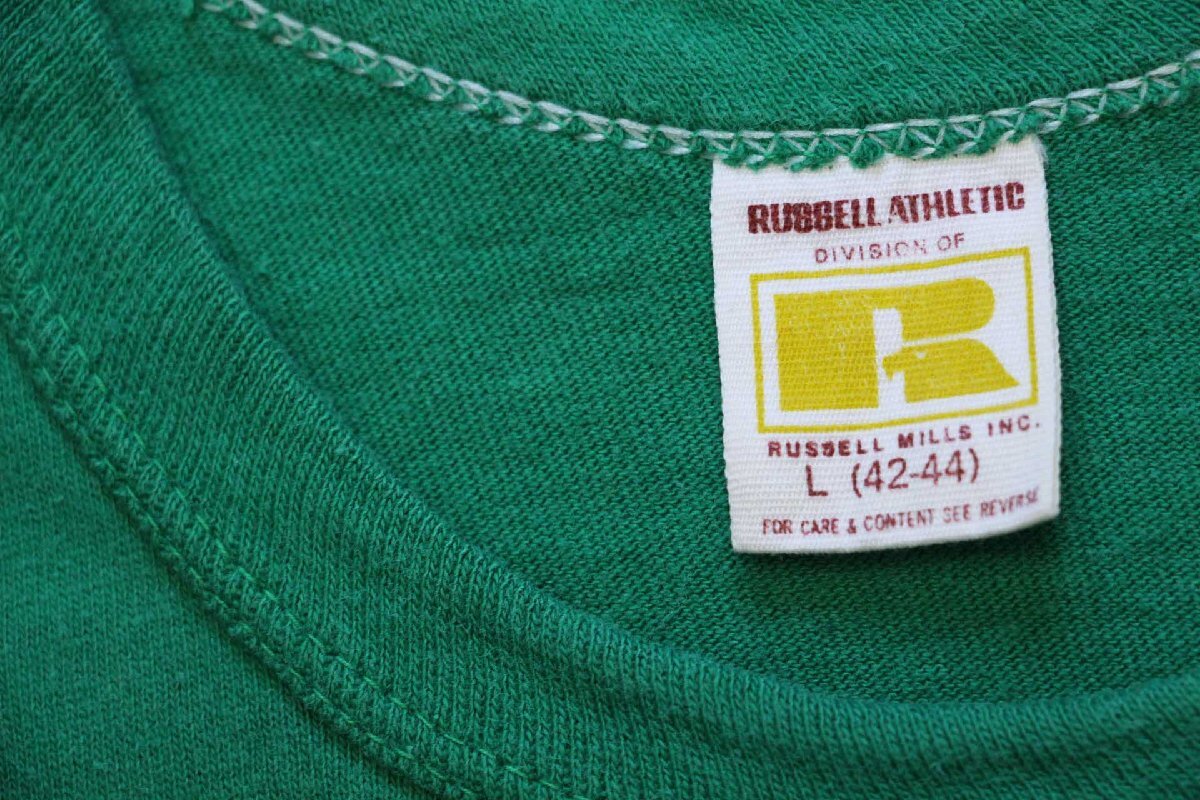 RUSSELL ATHLETIC
DIVISION OF
R
RUSSELL MILLS INC.
L (42-44)
FOR CARE & CONTENT SEE REVERSE